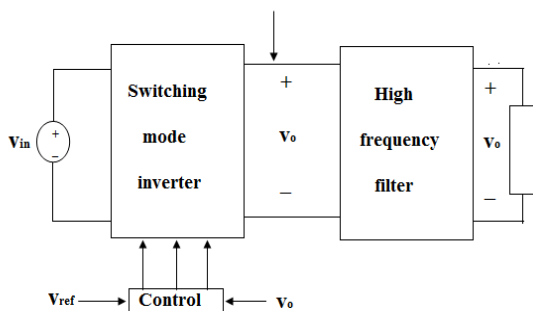 Switching
mode
inverter
High
frequency
filter
vin
+
−
+
vo
−
+
vo
−
Vref
Control
vo